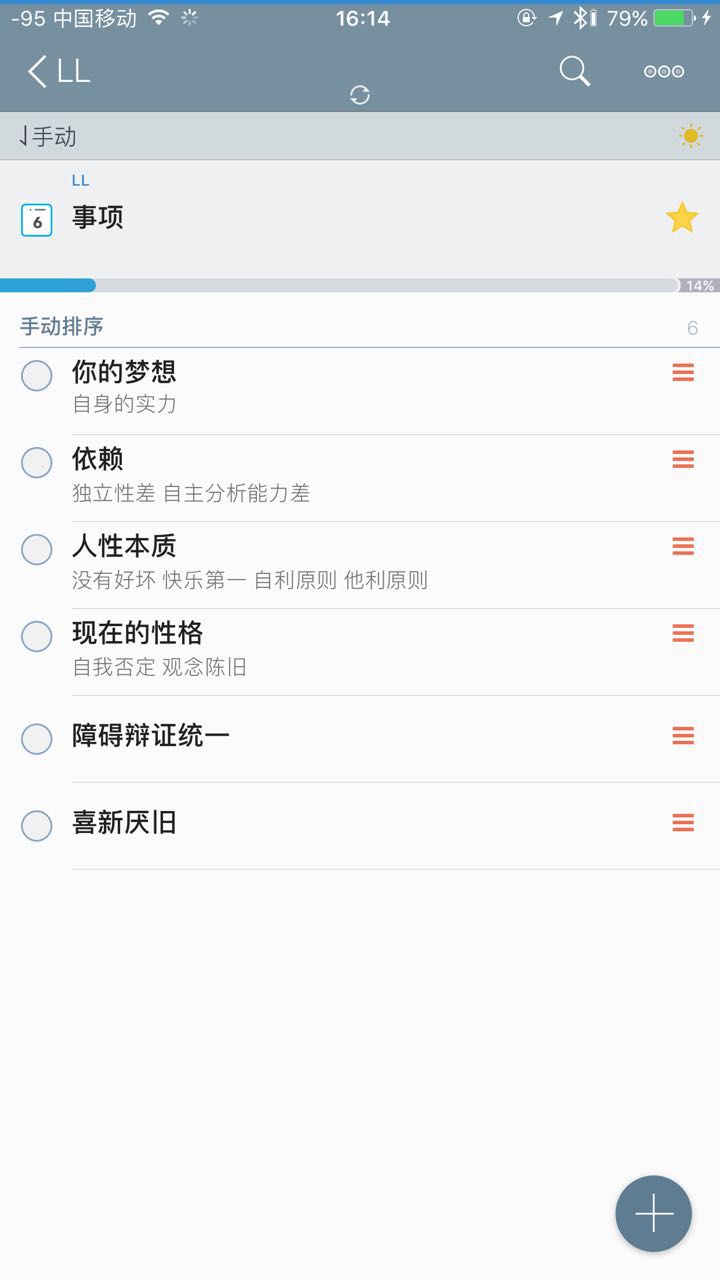 -95 中国移动 16:14 79%
LL
手动
LL
6 事项
14%
手动排序 6
你的梦想
自身的实力
依赖
独立性差 自主分析能力差
人性本质
没有好坏 快乐第一 自利原则 他利原则
现在的性格
自我否定 观念陈旧
障碍辩证统一
喜新厌旧